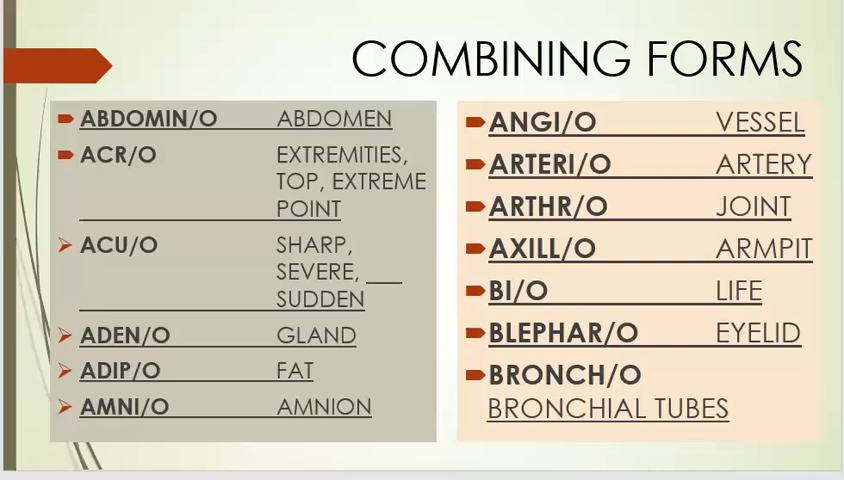 COMBINING FORMS
ABDOMIN/O ABDOMEN
ACR/O EXTREMITIES,
TOP, EXTREME
POINT
ACU/O SHARP,
SEVERE, ___
SUDDEN
ADEN/O GLAND
ADIP/O FAT
AMNI/O AMNION
ANGI/O VESSEL
ARTERI/O ARTERY
ARTHR/O JOINT
AXILL/O ARMPIT
BI/O LIFE
BLEPHAR/O EYELID
BRONCH/O
BRONCHIAL TUBES